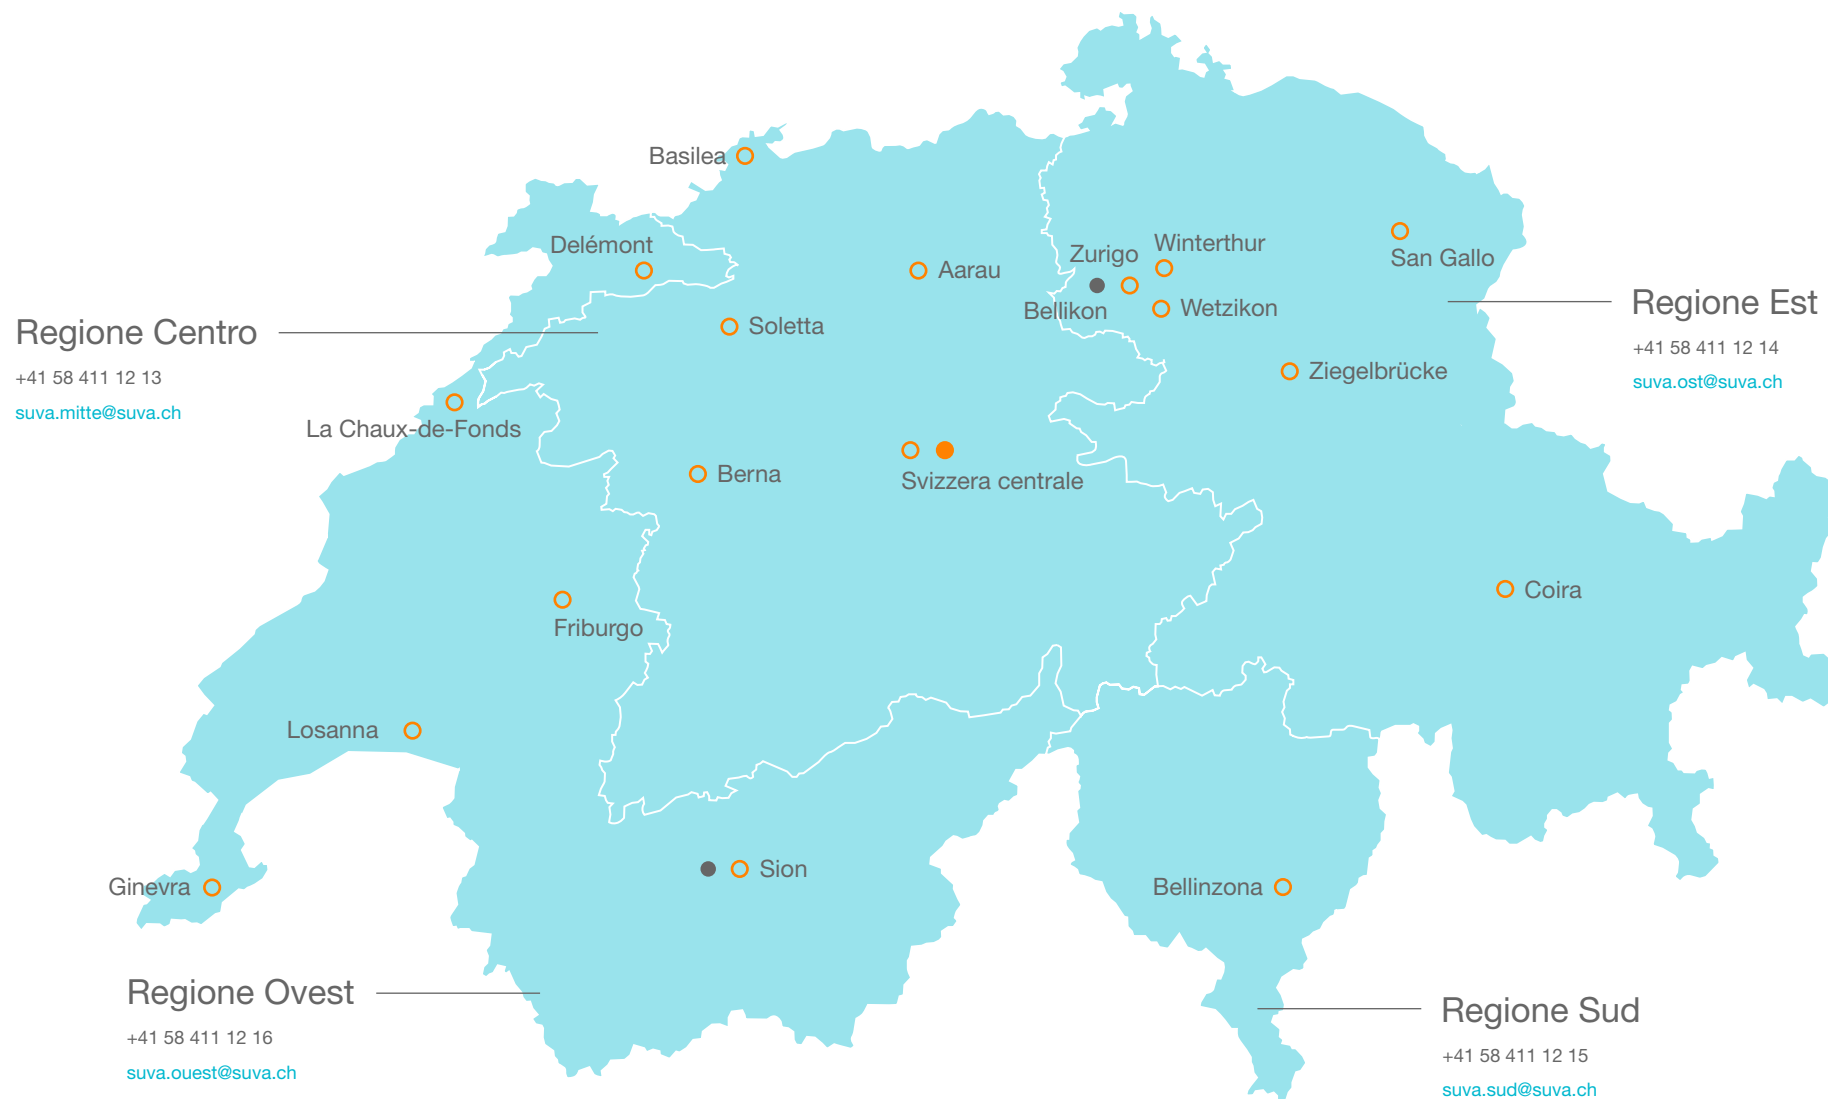 Basilea
Delémont
Aarau
Zurigo
Winterthur
San Gallo
Bellikon
Wetzikon
Soletta
Regione Centro
+41 58 411 12 13
suva.mitte@suva.ch
Regione Est
+41 58 411 12 14
suva.ost@suva.ch
Ziegelbrücke
La Chaux-de-Fonds
Berna
Svizzera centrale
Coira
Friburgo
Losanna
Ginevra
Sion
Bellinzona
Regione Ovest
+41 58 411 12 16
suva.ouest@suva.ch
Regione Sud
+41 58 411 12 15
suva.sud@suva.ch